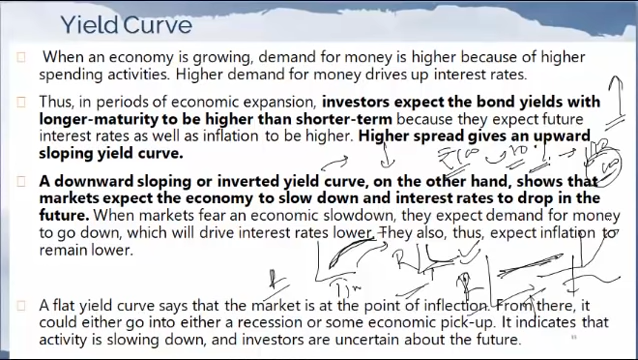 Yield Curve
When an economy is growing, demand for money is higher because of higher
spending activities. Higher demand for money drives up interest rates.
Thus, in periods of economic expansion, investors expect the bond yields with
longer-maturity to be higher than shorter-term because they expect future
interest rates as well as inflation to be higher. Higher spread gives an upward
sloping yield curve.
A downward sloping or inverted yield curve, on the other hand, shows that
markets expect the economy to slow down and interest rates to drop in the
future. When markets fear an economic slowdown, they expect demand for money
to go down, which will drive interest rates lower. They also, thus, expect inflation to
remain lower.
A flat yield curve says that the market is at the point of inflection. From there, it
could either go into either a recession or some economic pick-up. It indicates that
activity is slowing down, and investors are uncertain about the future.